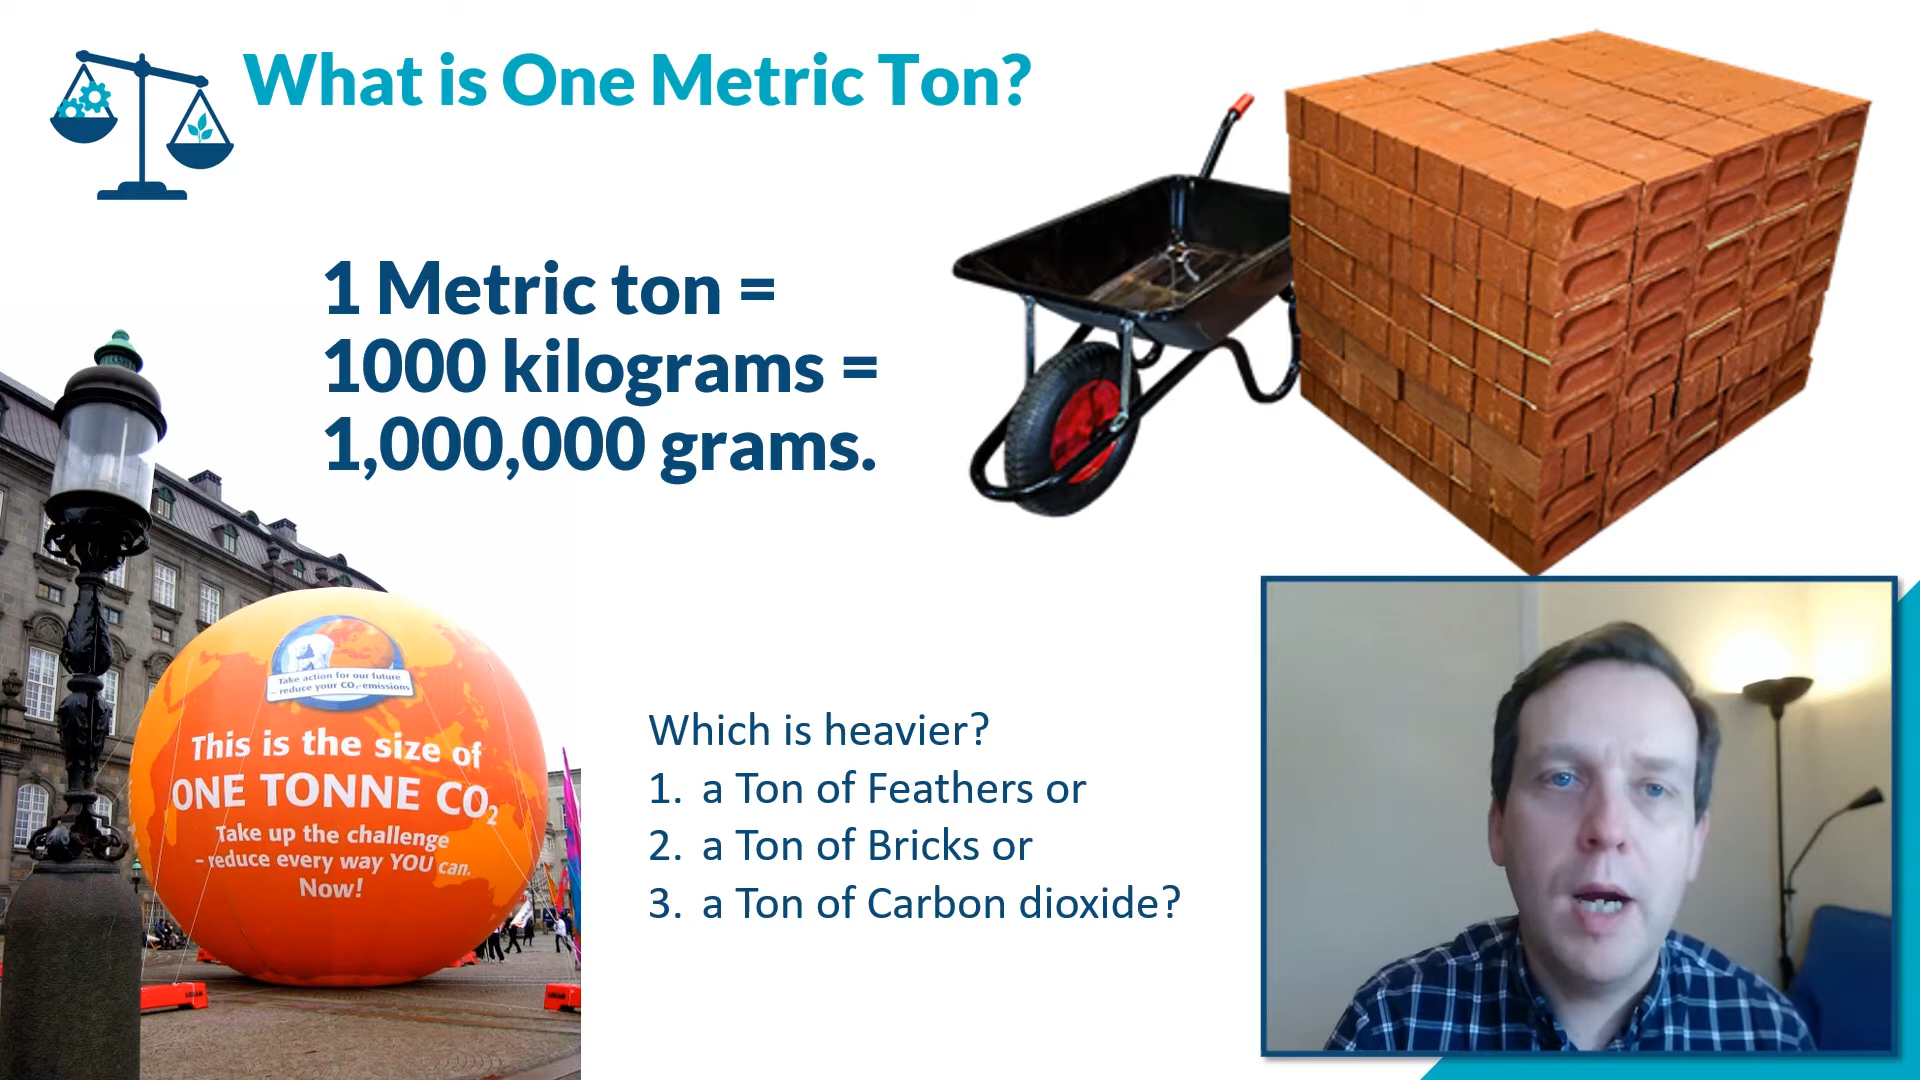 What is One Metric Ton?
1 Metric ton =
1000 kilograms =
1,000,000 grams.
Take action for our future
– reduce your CO₂-emissions
This is the size of
ONE TONNE CO₂
Take up the challenge
– reduce every way YOU can.
Now!
Which is heavier?
1. a Ton of Feathers or
2. a Ton of Bricks or
3. a Ton of Carbon dioxide?